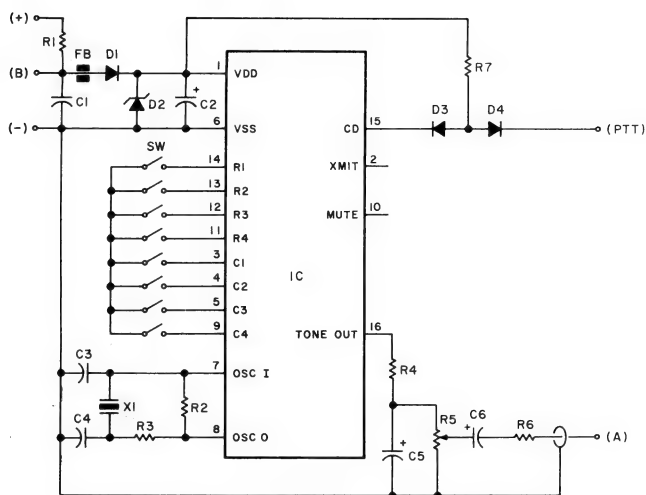 (+)
R1
FB D1
(B)
1 VDD
C1
D2
C2
+
R7
(-)
6 VSS
15 CD
D3 D4
(PTT)
SW
14 R1
XMIT 2
13 R2
12 R3
MUTE 10
11 R4
3 C1
IC
4 C2
5 C3
9 C4
TONE OUT 16
C3
7 OSC I
R4
X1
R2
C4
R3
8 OSC O
R5
C6
+
R6
(A)
+
C5